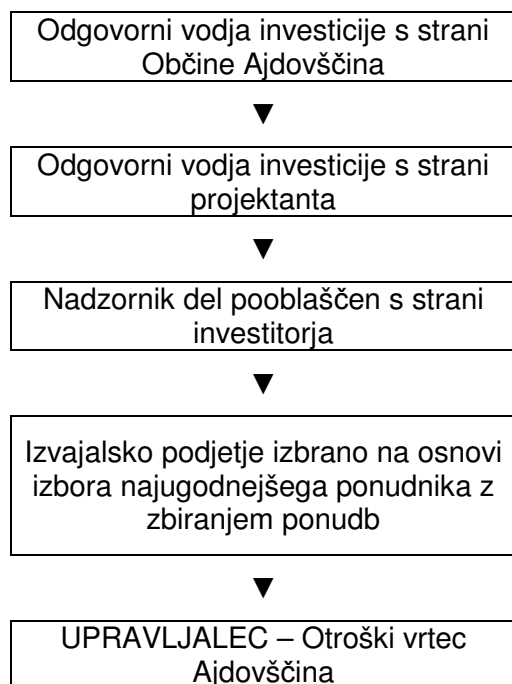 Odgovorni vodja investicije s strani
Občine Ajdovščina
▼
Odgovorni vodja investicije s strani
projektanta
▼
Nadzornik del pooblaščen s strani
investitorja
▼
Izvajalsko podjetje izbrano na osnovi
izbora najugodnejšega ponudnika z
zbiranjem ponudb
▼
UPRAVLJALEC – Otroški vrtec
Ajdovščina